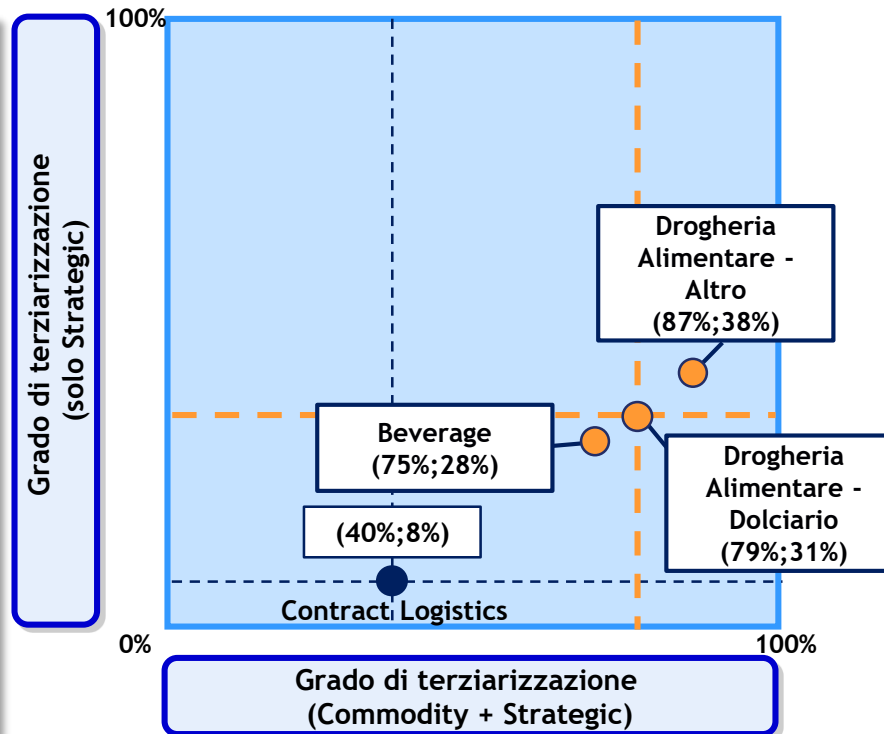 100%
Grado di terziarizzazione
(solo Strategic)
Drogheria
Alimentare -
Altro
(87%;38%)
Beverage
(75%;28%)
Drogheria
Alimentare -
Dolciario
(79%;31%)
(40%;8%)
Contract Logistics
0%
100%
Grado di terziarizzazione
(Commodity + Strategic)